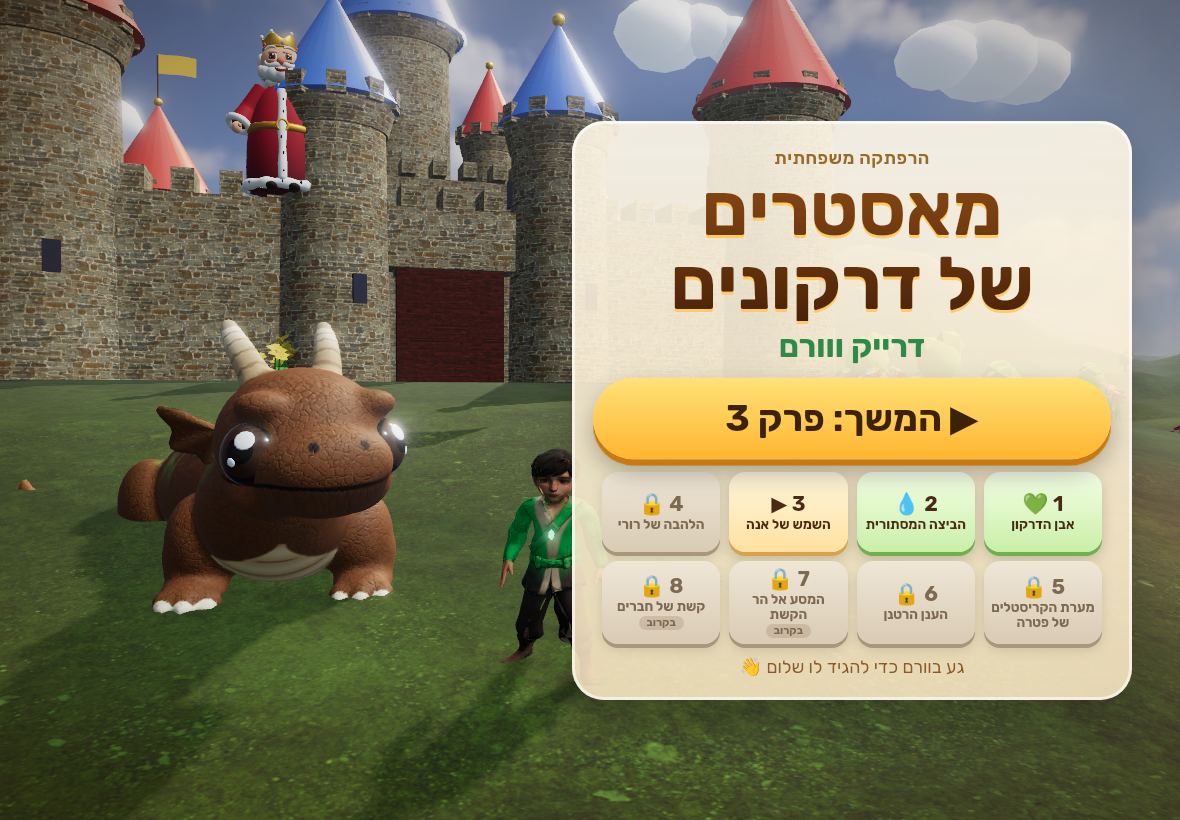 הרפתקה משפחתית
מאסטרים
של דרקונים
דרייק וווורם
▶ המשך: פרק 3
1 💚
אבן הדרקון
2 💧
הביצה המסתורית
3 ▶
השמש של אנה
4 🔒
הלהבה של רורי
5 🔒
מערת הקריסטלים
של פטרה
6 🔒
הענן הרטנן
7 🔒
המסע אל הר
הקשת
בקרוב
8 🔒
קשת של חברים
בקרוב
גע בוורם כדי להגיד לו שלום 👋